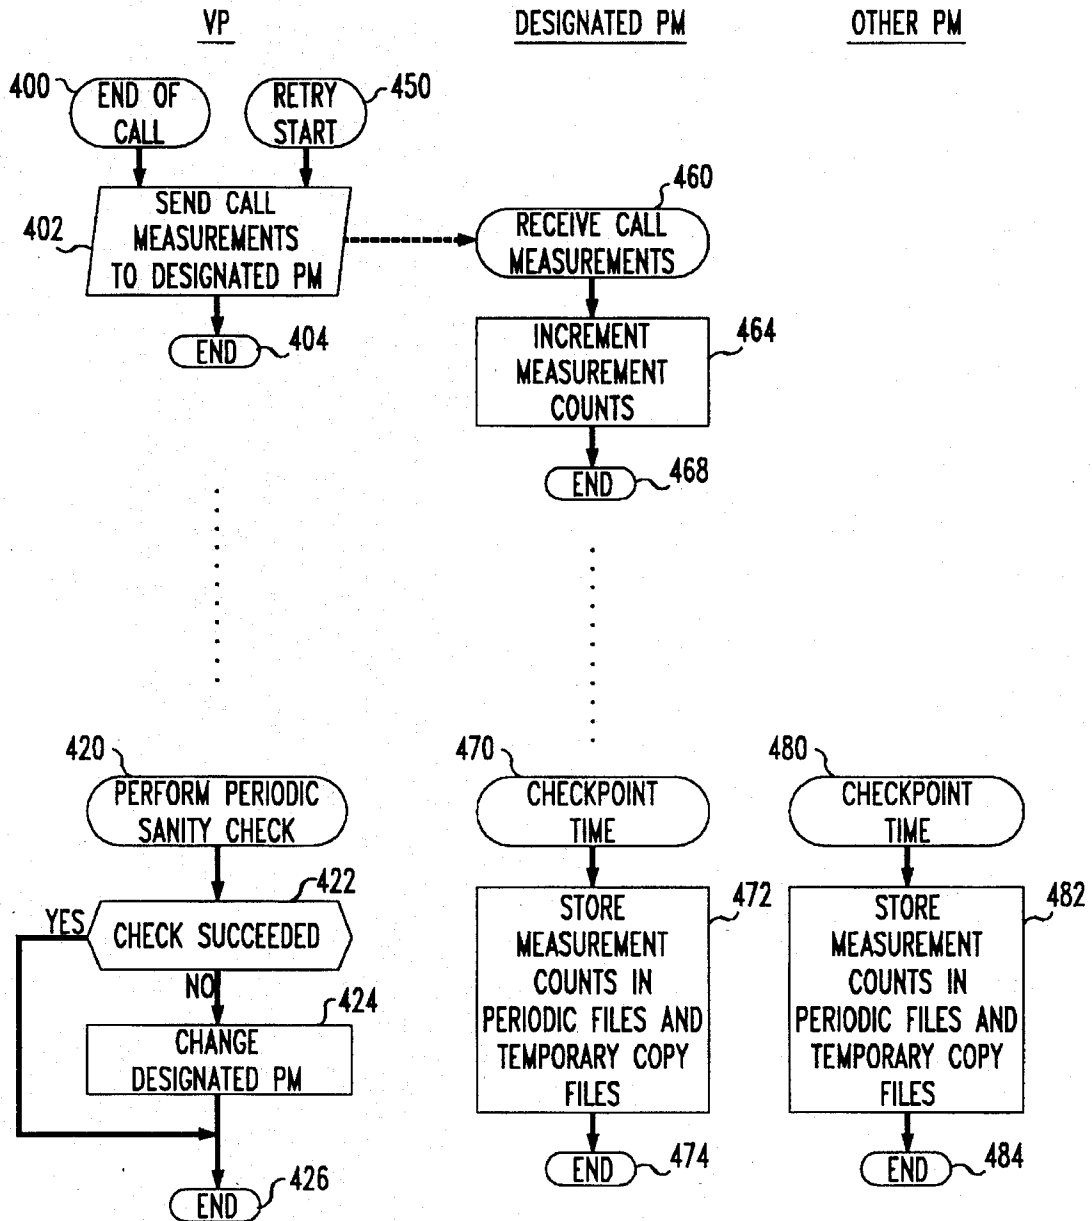 VP
DESIGNATED PM
OTHER PM
400
END OF
CALL
RETRY
START
450
402
SEND CALL
MEASUREMENTS
TO DESIGNATED PM
END
404
460
RECEIVE CALL
MEASUREMENTS
INCREMENT
MEASUREMENT
COUNTS
464
END
468
420
PERFORM PERIODIC
SANITY CHECK
422
YES
CHECK SUCCEEDED
NO
424
CHANGE
DESIGNATED PM
END
426
470
CHECKPOINT
TIME
STORE
MEASUREMENT
COUNTS IN
PERIODIC FILES AND
TEMPORARY COPY
FILES
472
END
474
480
CHECKPOINT
TIME
STORE
MEASUREMENT
COUNTS IN
PERIODIC FILES AND
TEMPORARY COPY
FILES
482
END
484